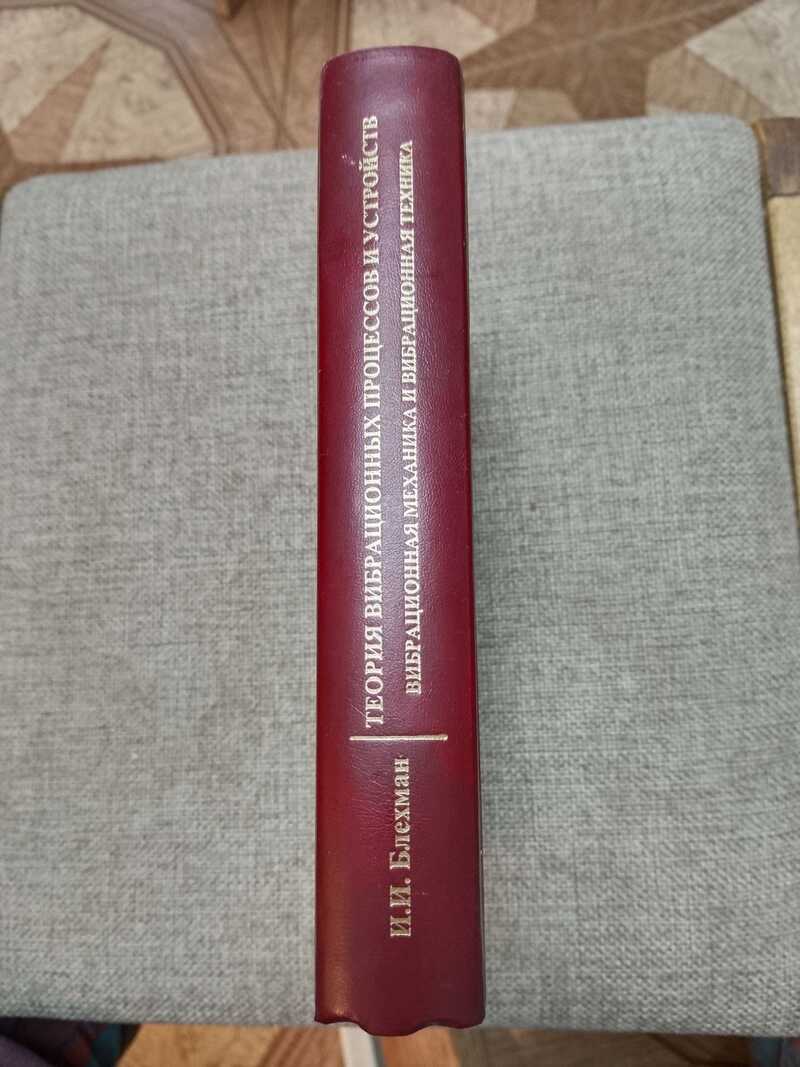 И.И. Блехман
ТЕОРИЯ ВИБРАЦИОННЫХ ПРОЦЕССОВ И УСТРОЙСТВ
ВИБРАЦИОННАЯ МЕХАНИКА И ВИБРАЦИОННАЯ ТЕХНИКА